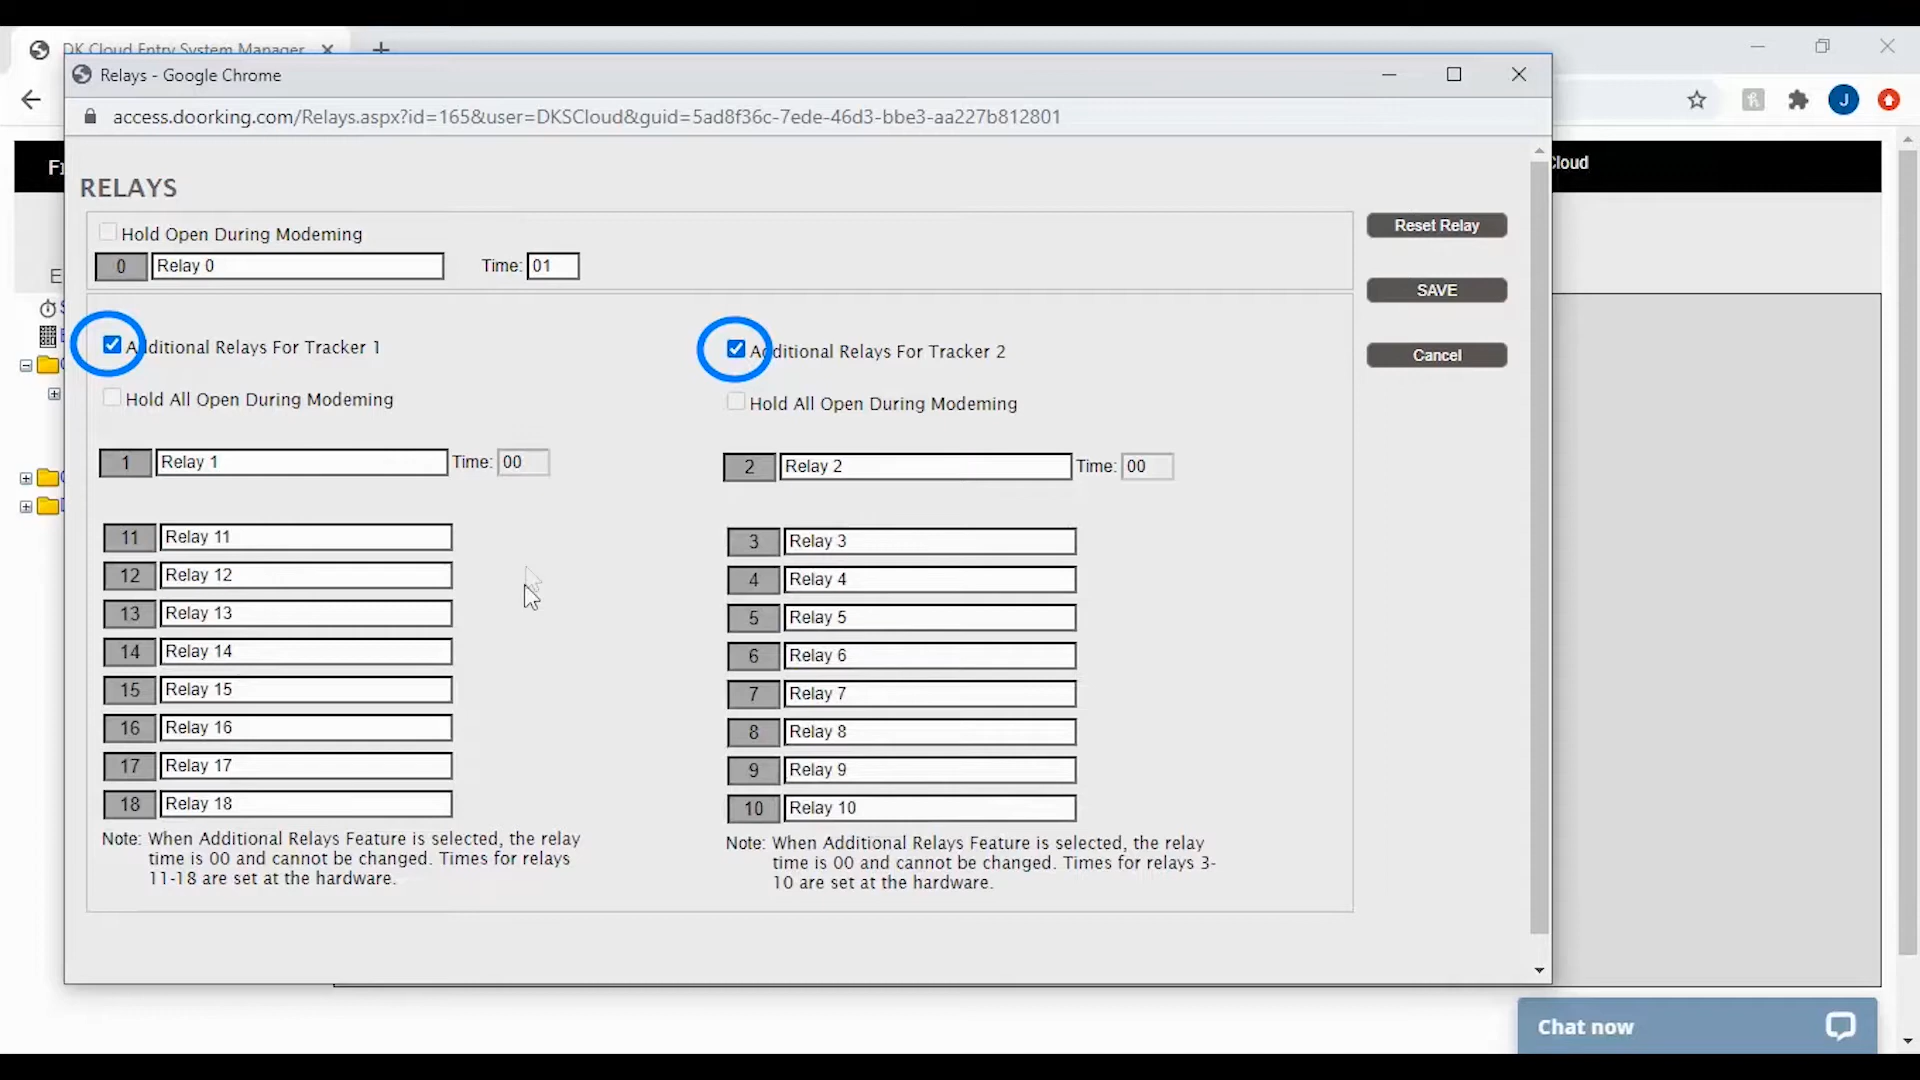 DK Cloud Entry System Manager
Relays - Google Chrome
access.doorking.com/Relays.aspx?id=165&user=DKSCloud&guid=5ad8f36c-7ede-46d3-bbe3-aa227b812801
J
Cloud
RELAYS
Hold Open During Modeming
0 Relay 0 Time: 01
Reset Relay
SAVE
Cancel
Additional Relays For Tracker 1
Hold All Open During Modeming
1 Relay 1 Time: 00
11 Relay 11
12 Relay 12
13 Relay 13
14 Relay 14
15 Relay 15
16 Relay 16
17 Relay 17
18 Relay 18
Note: When Additional Relays Feature is selected, the relay
time is 00 and cannot be changed. Times for relays
11-18 are set at the hardware.
Additional Relays For Tracker 2
Hold All Open During Modeming
2 Relay 2 Time: 00
3 Relay 3
4 Relay 4
5 Relay 5
6 Relay 6
7 Relay 7
8 Relay 8
9 Relay 9
10 Relay 10
Note: When Additional Relays Feature is selected, the relay
time is 00 and cannot be changed. Times for relays 3-
10 are set at the hardware.
Chat now